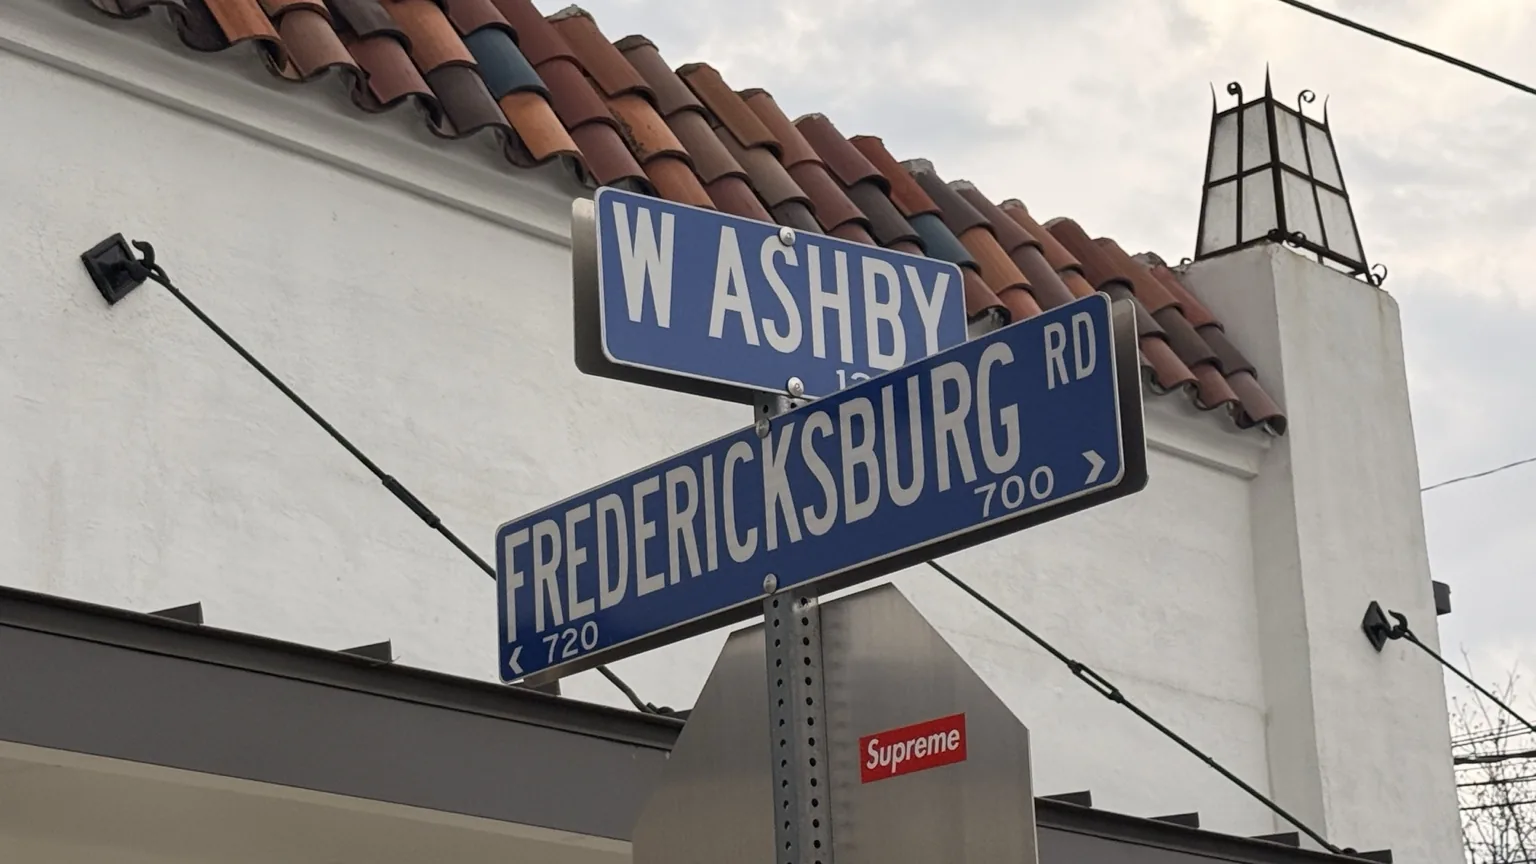 W ASHBY
FREDERICKSBURG RD
< 720
700 >
Supreme